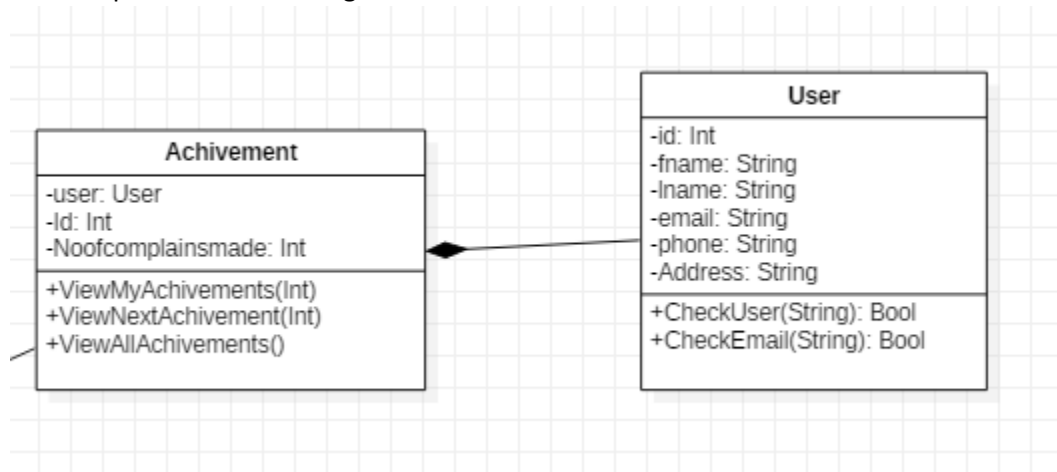 Achivement
-user: User
-Id: Int
-Noofcomplainsmade: Int
+ViewMyAchivements(Int)
+ViewNextAchivement(Int)
+ViewAllAchivements()
User
-id: Int
-fname: String
-lname: String
-email: String
-phone: String
-Address: String
+CheckUser(String): Bool
+CheckEmail(String): Bool